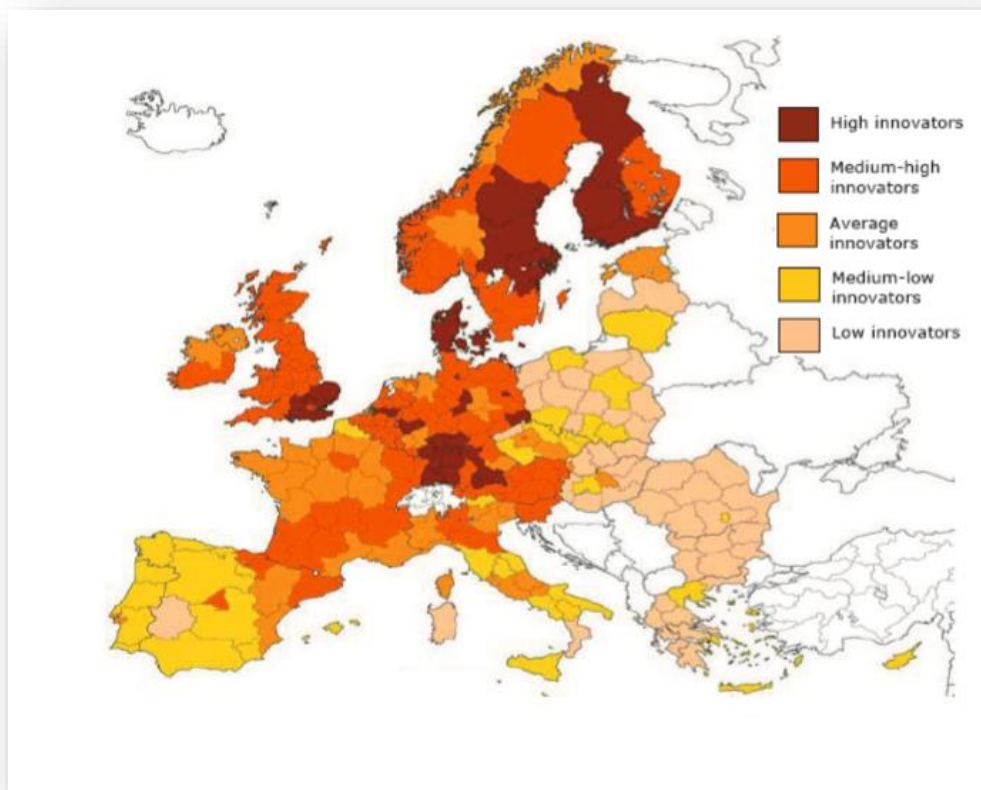 High innovators
Medium-high
innovators
Average
innovators
Medium-low
innovators
Low innovators